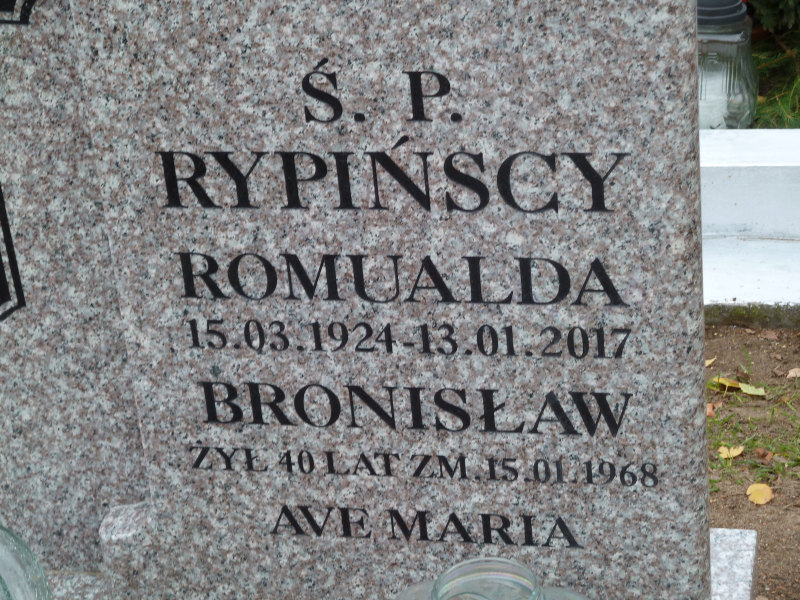 Ś. P.
RYPIŃSCY
ROMUALDA
15.03.1924-13.01.2017
BRONISŁAW
ŻYŁ 40 LAT ZM.15.01.1968
AVE MARIA